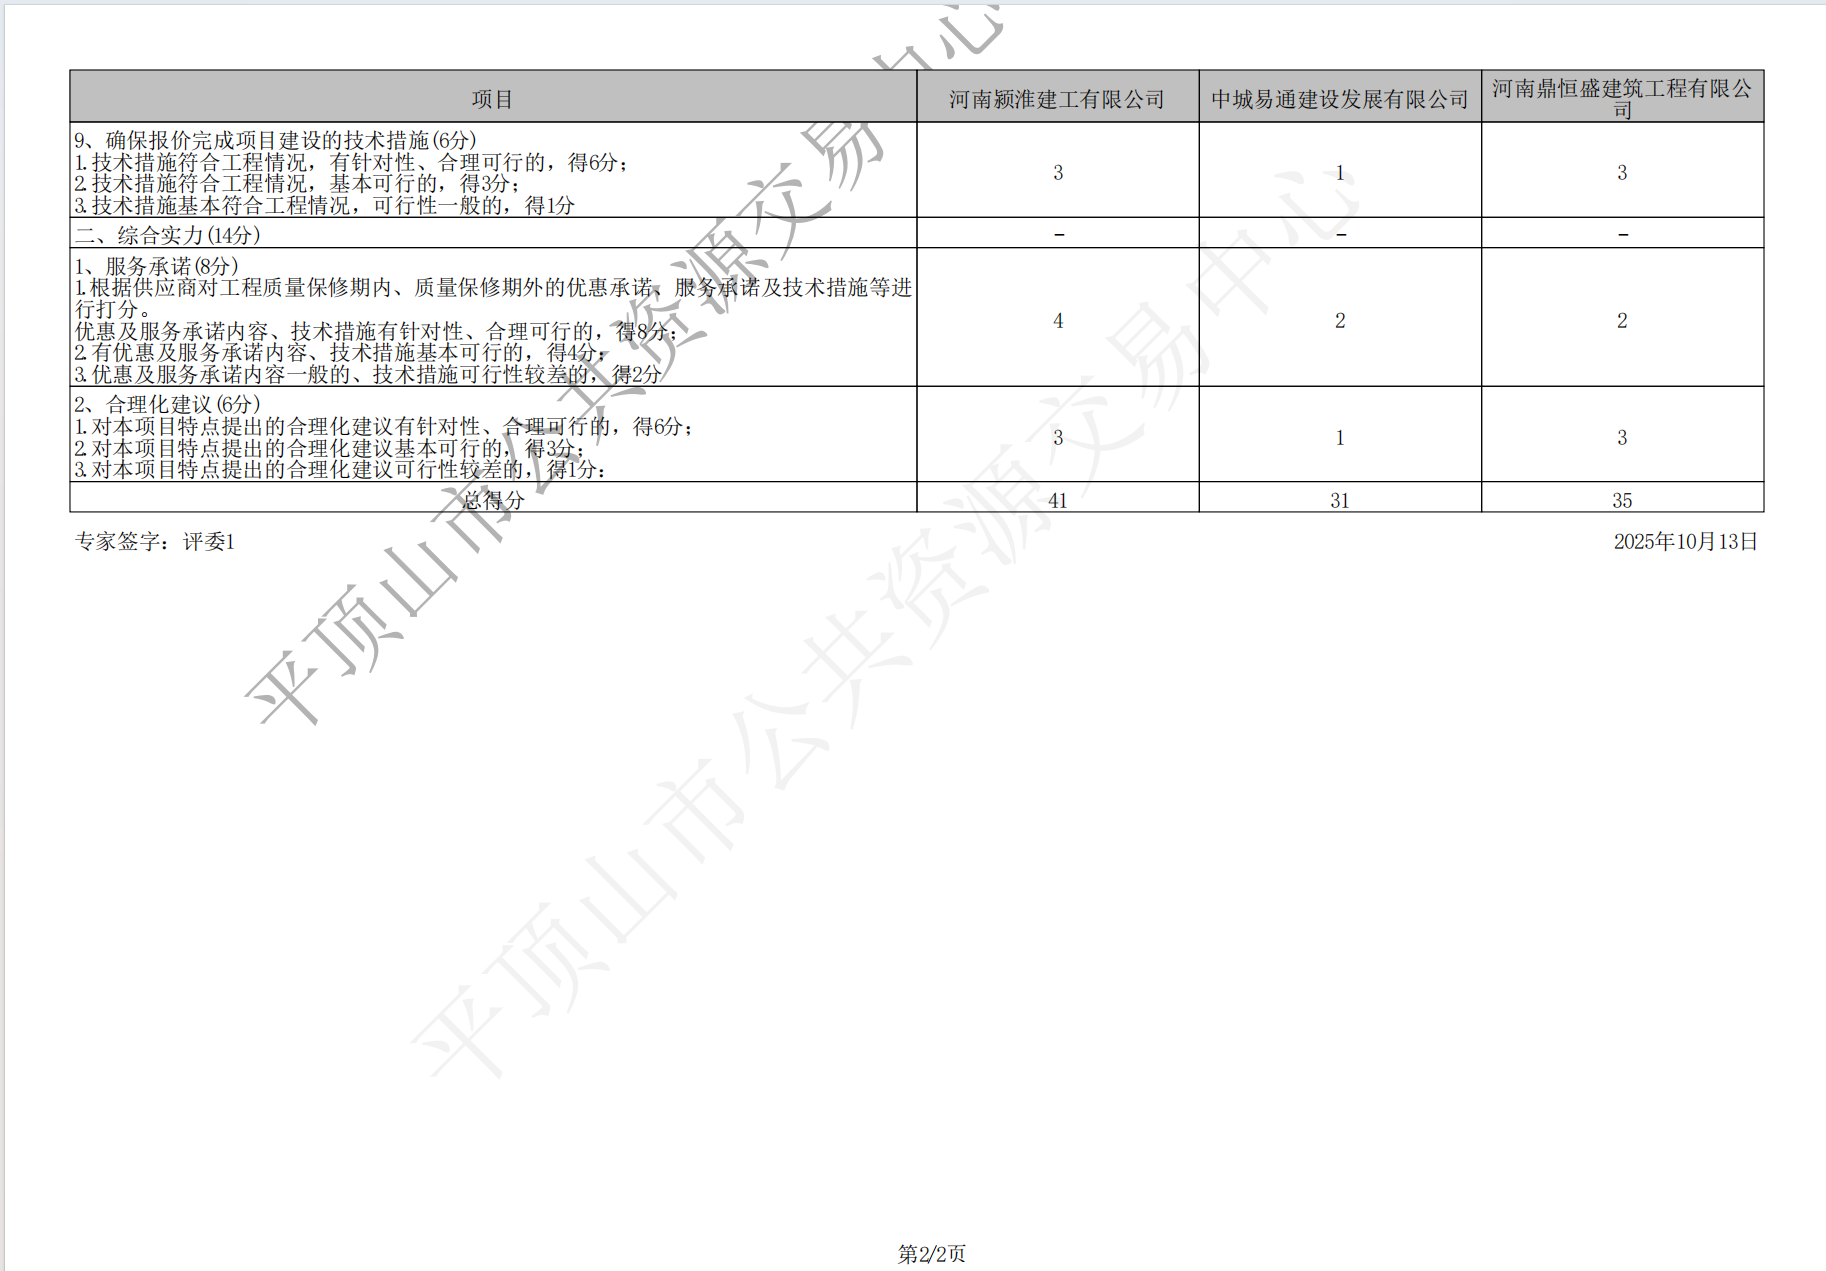 项目 河南颍淮建工有限公司 中城易通建设发展有限公司 河南鼎恒盛建筑工程有限公
司
9、确保报价完成项目建设的技术措施(6分)
1.技术措施符合工程情况，有针对性、合理可行的，得6分；
2.技术措施符合工程情况，基本可行的，得3分；
3.技术措施基本符合工程情况，可行性一般的，得1分
3 1 3
二、综合实力(14分) - - -
1、服务承诺(8分)
1.根据供应商对工程质量保修期内、质量保修期外的优惠承诺、服务承诺及技术措施等进
行打分。
优惠及服务承诺内容、技术措施有针对性、合理可行的，得8分；
2.有优惠及服务承诺内容、技术措施基本可行的，得4分；
3.优惠及服务承诺内容一般的、技术措施可行性较差的，得2分
4 2 2
2、合理化建议(6分)
1.对本项目特点提出的合理化建议有针对性、合理可行的，得6分；
2.对本项目特点提出的合理化建议基本可行的，得3分；
3.对本项目特点提出的合理化建议可行性较差的，得1分：
3 1 3
总得分 41 31 35
专家签字：评委1 2025年10月13日
平顶山市公共资源交易中心
平顶山市公共资源交易中心
第2/2页